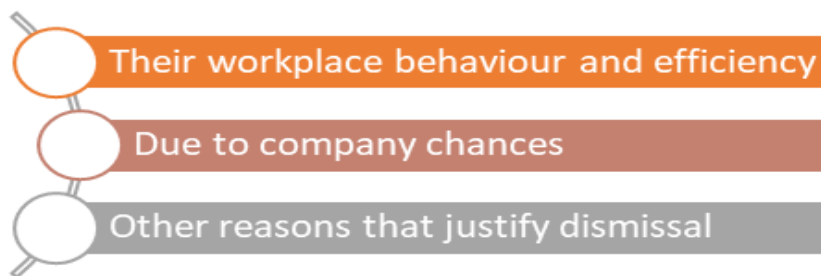 Their workplace behaviour and efficiency
Due to company chances
Other reasons that justify dismissal